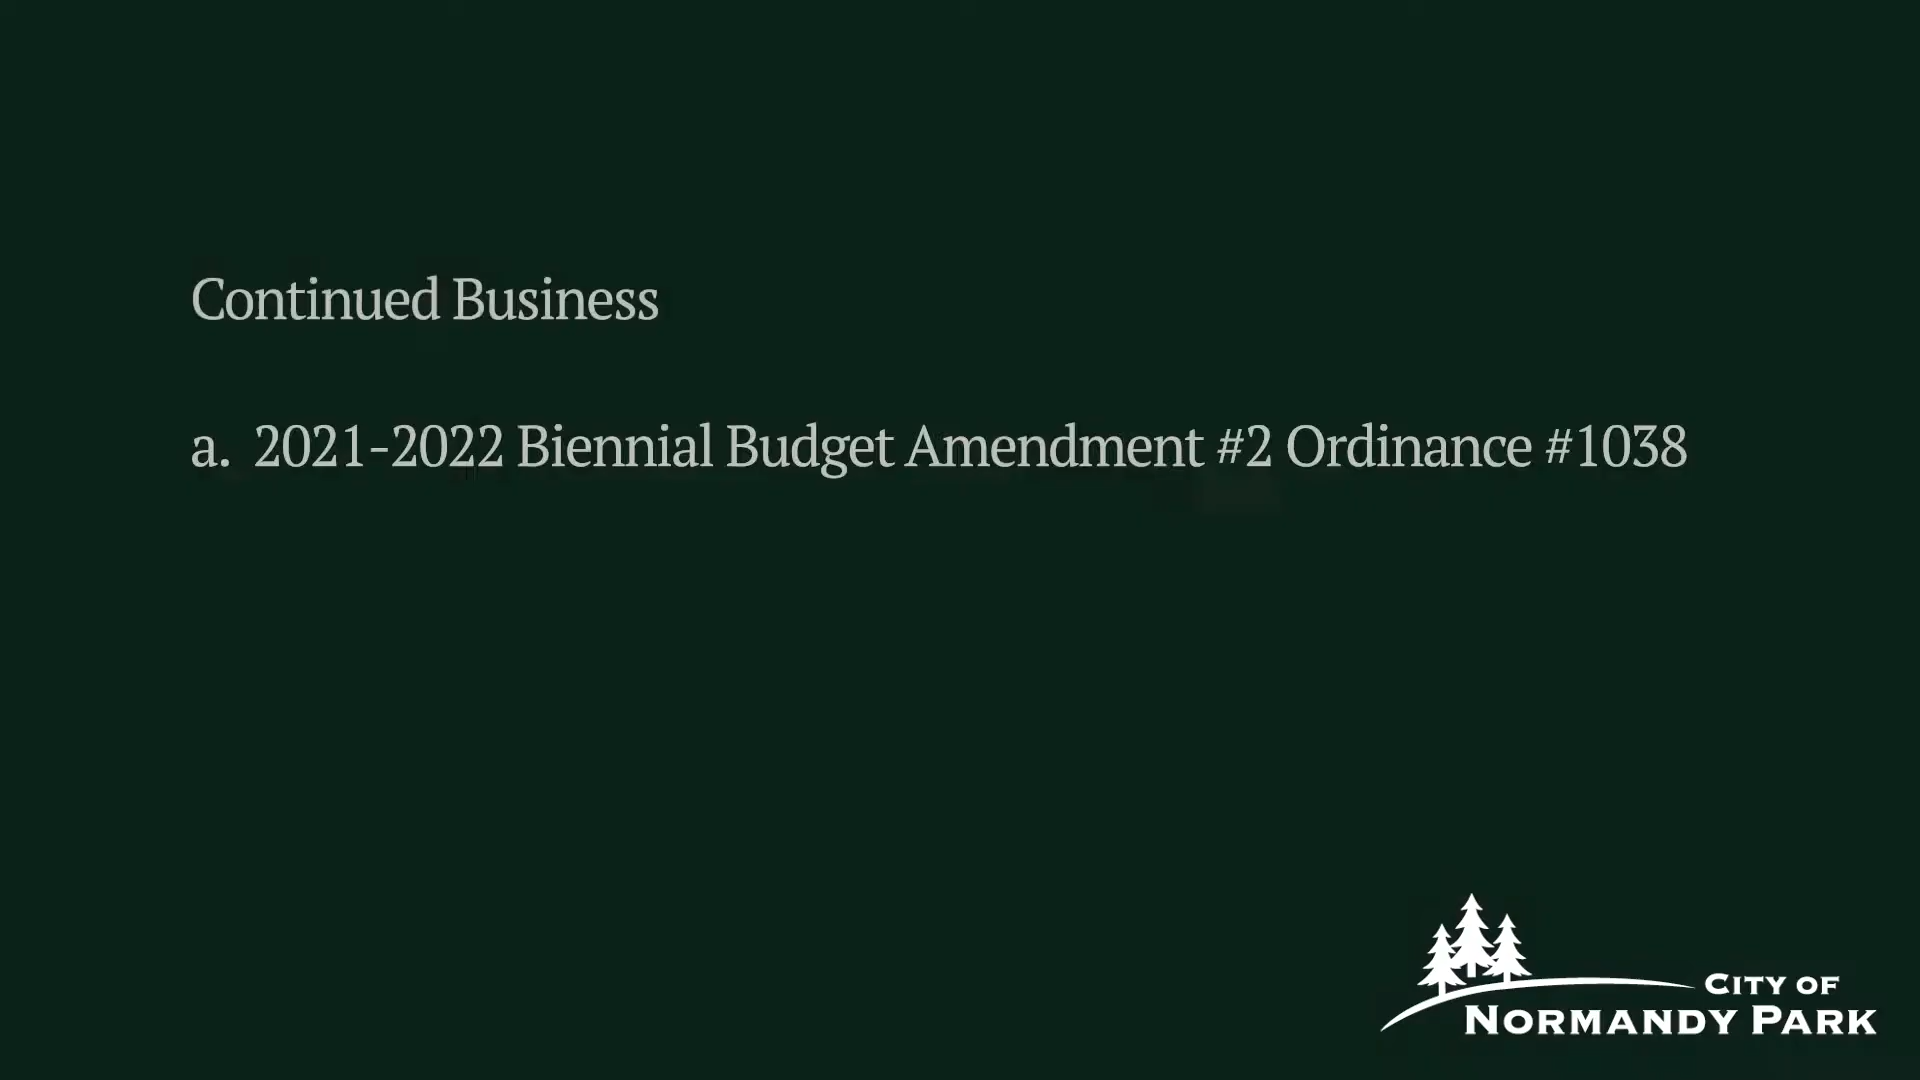 Continued Business
a. 2021-2022 Biennial Budget Amendment #2 Ordinance #1038
CITY OF
NORMANDY PARK